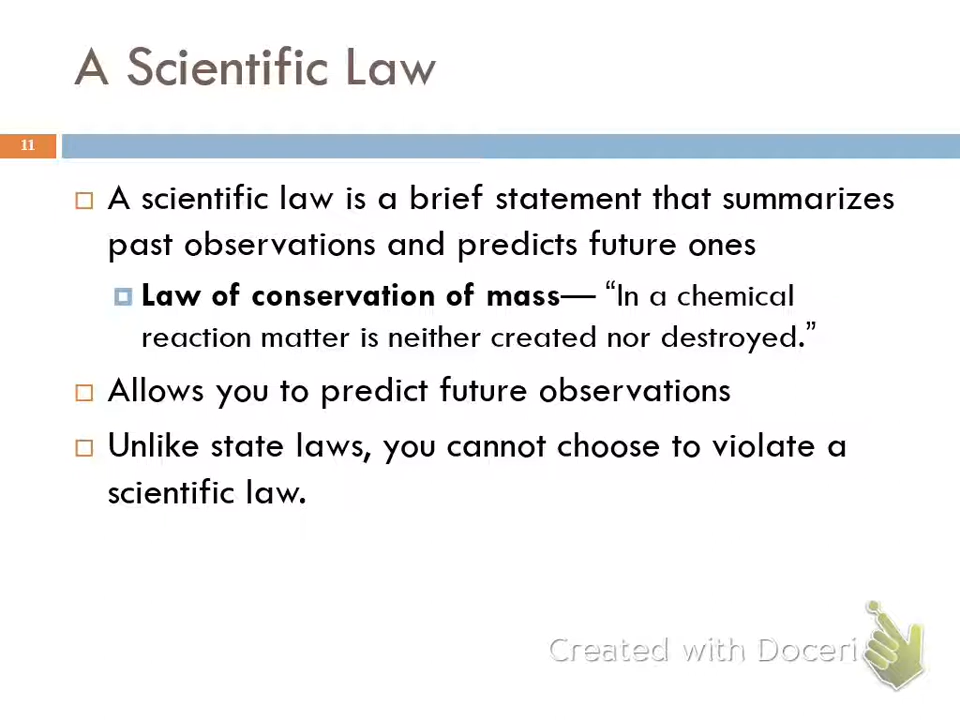 A Scientific Law
11
A scientific law is a brief statement that summarizes
past observations and predicts future ones
Law of conservation of mass— “In a chemical
reaction matter is neither created nor destroyed.”
Allows you to predict future observations
Unlike state laws, you cannot choose to violate a
scientific law.
Created with Doceri